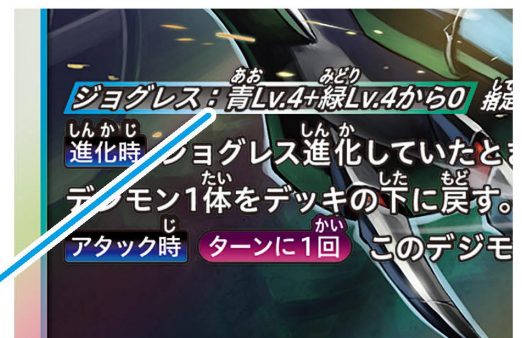 ジョグレス：青Lv.4+緑Lv.4から0 指定
進化時 ジョグレス進化していたとき
デジモン1体をデッキの下に戻す。
アタック時 ターンに1回 このデジモ